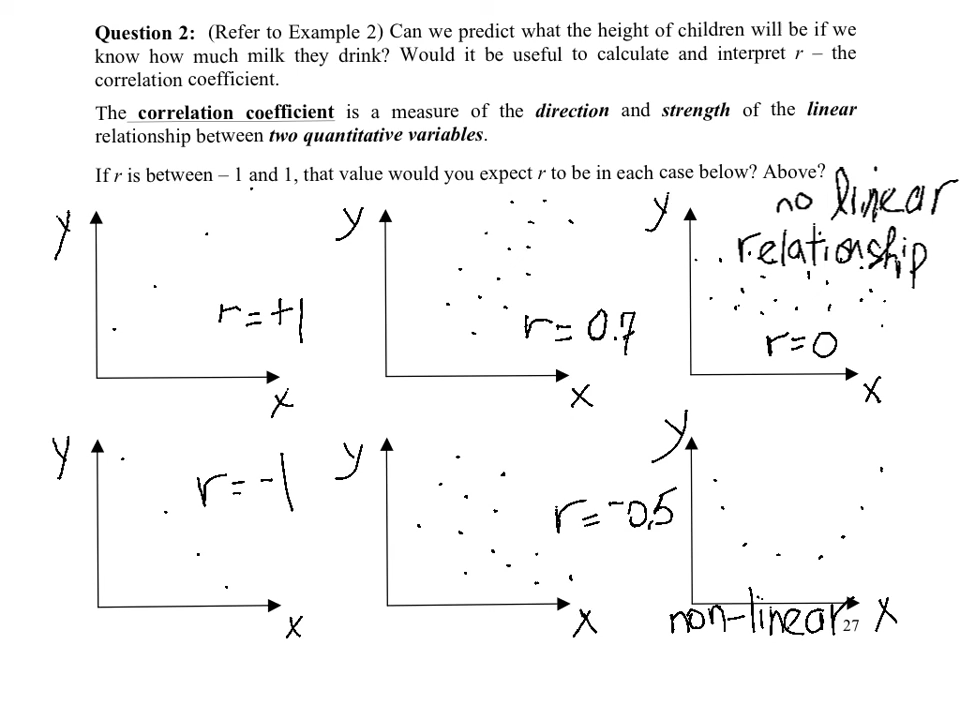 Question 2: (Refer to Example 2) Can we predict what the height of children will be if we
know how much milk they drink? Would it be useful to calculate and interpret r – the
correlation coefficient.
The correlation coefficient is a measure of the direction and strength of the linear
relationship between two quantitative variables.
If r is between – 1 and 1, that value would you expect r to be in each case below? Above?
no linear
relationship
y
y
y
r=+1
r=0.7
r=0
x
x
x
y
y
y
r=-1
r=-0.5
non-linear
27
x
x
x